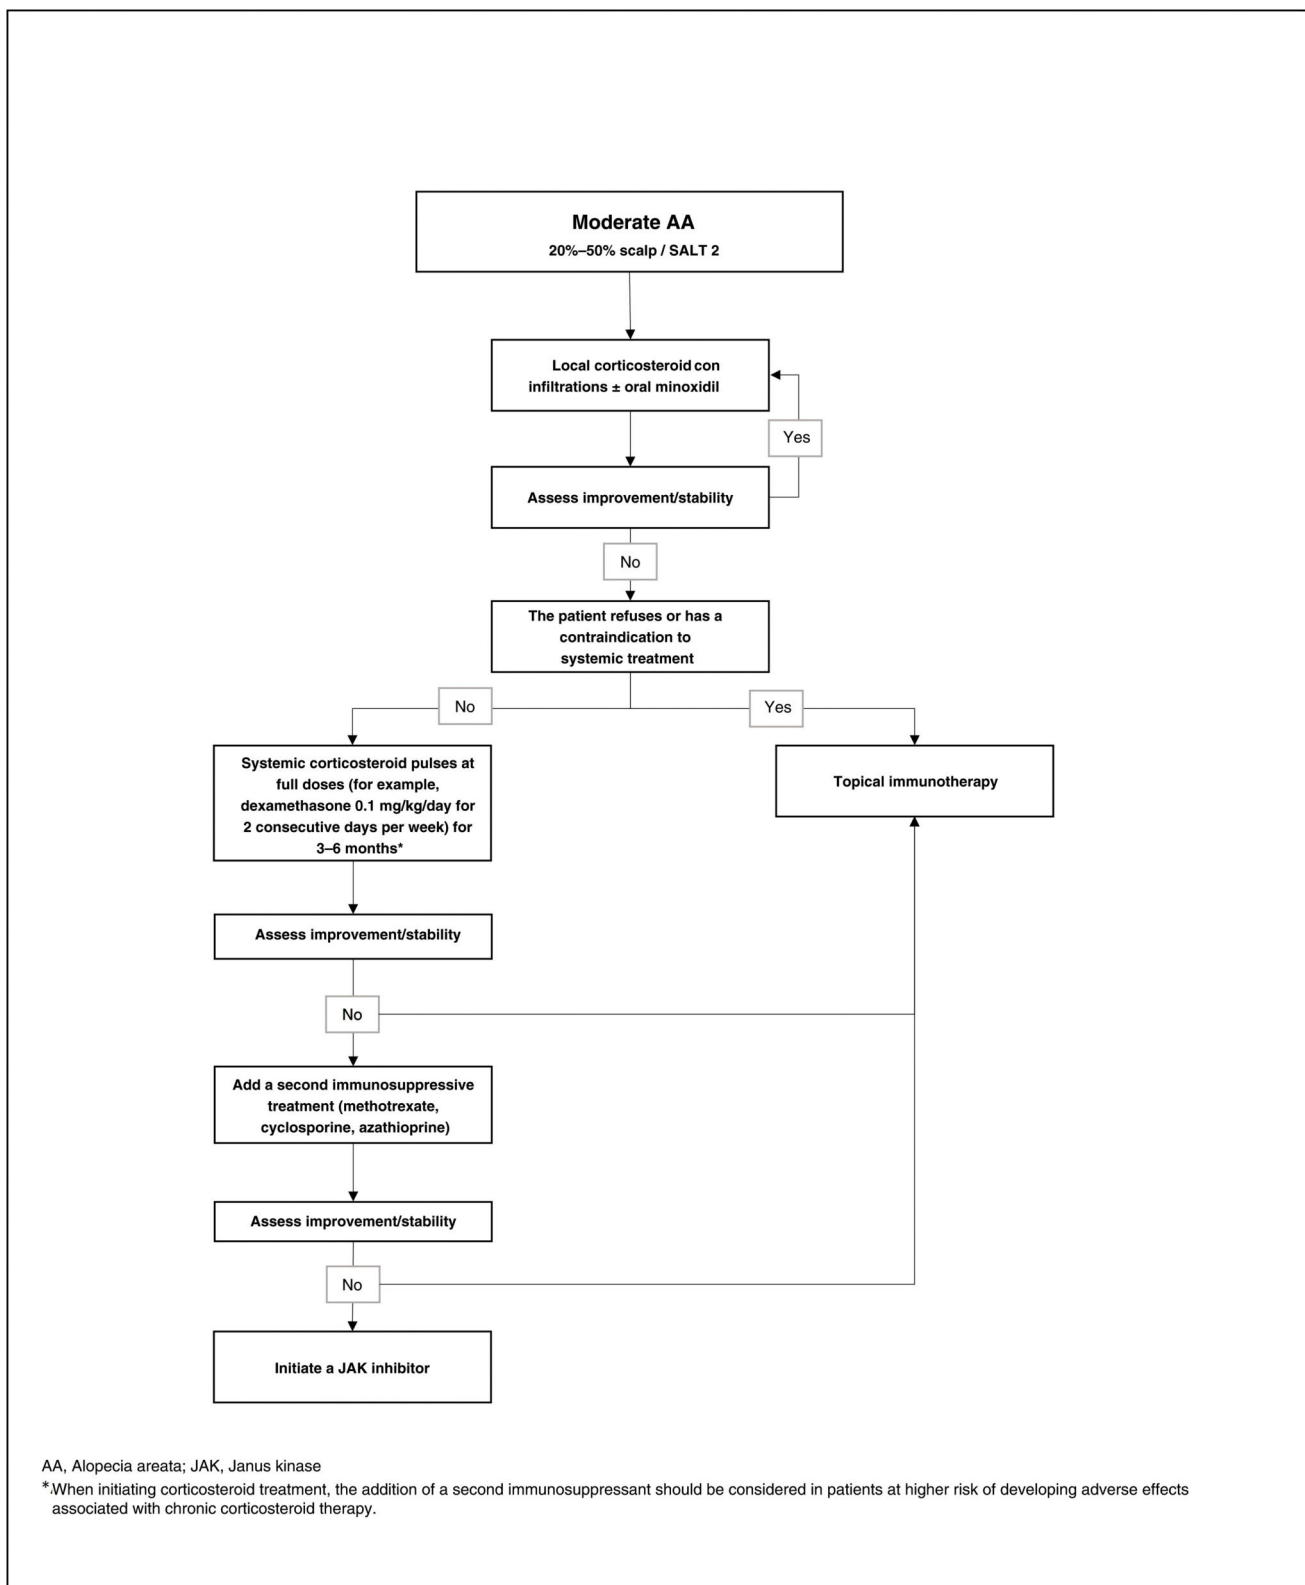 Moderate AA
20%–50% scalp / SALT 2
Local corticosteroid con
infiltrations ± oral minoxidil
Yes
Assess improvement/stability
No
The patient refuses or has a
contraindication to
systemic treatment
No
Yes
Systemic corticosteroid pulses at
full doses (for example,
dexamethasone 0.1 mg/kg/day for
2 consecutive days per week) for
3–6 months*
Topical immunotherapy
Assess improvement/stability
No
Add a second immunosuppressive
treatment (methotrexate,
cyclosporine, azathioprine)
Assess improvement/stability
No
Initiate a JAK inhibitor
AA, Alopecia areata; JAK, Janus kinase
*.When initiating corticosteroid treatment, the addition of a second immunosuppressant should be considered in patients at higher risk of developing adverse effects
associated with chronic corticosteroid therapy.